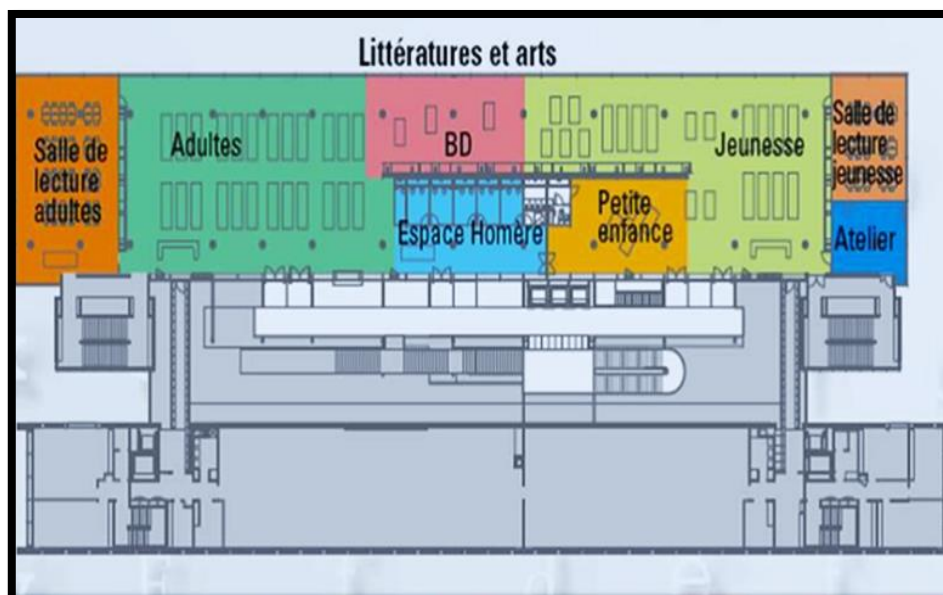 Littératures et arts
Salle de
lecture
adultes
Adultes
BD
Espace Homère
Petite
enfance
Jeunesse
Salle de
lecture
jeunesse
Atelier